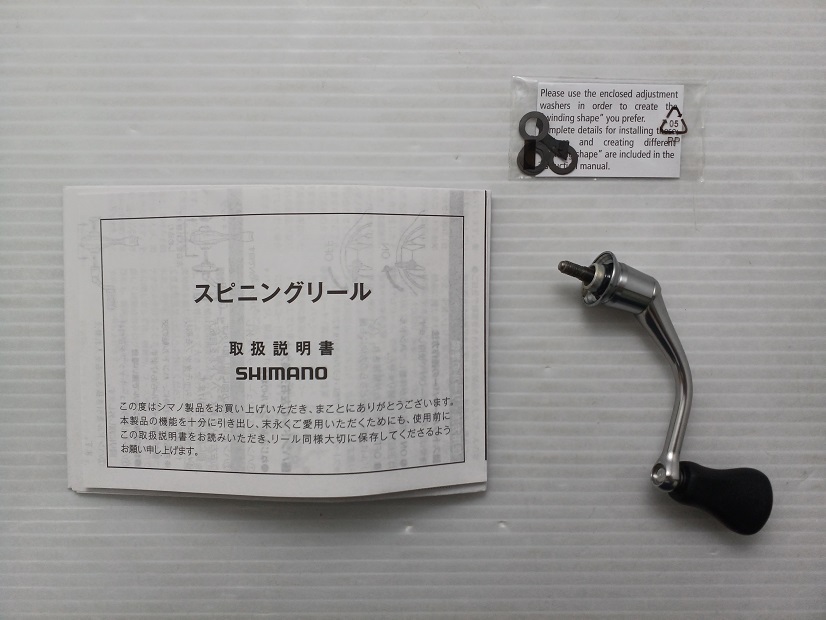 Please use the enclosed adjustment
washers in order to create the
winding shape" you prefer.
mplete details for installing these
and creating different
shape" are included in the
manual.
05
PP
スピニングリール
取扱説明書
SHIMANO
この度はシマノ製品をお買い上げいただき、まことにありがとうございます。
本製品の機能を十分に引き出し、末永くご愛用いただくためにも、使用前に
この取扱説明書をお読みいただき、リール同様大切に保存してくださるよう
お願い申し上げます。